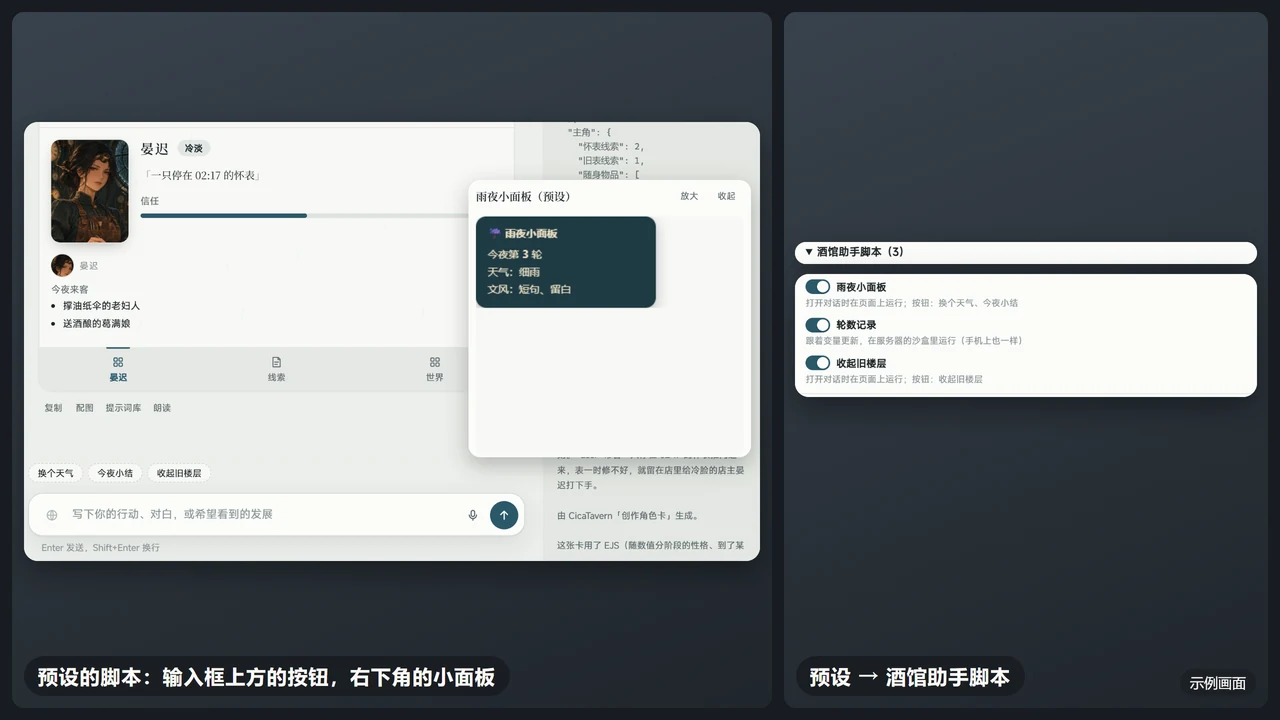 晏迟 冷淡
「一只停在 02:17 的怀表」
信任
晏迟
今夜来客
撑油纸伞的老妇人
送酒酿的葛满娘
晏迟
线索
世界
复制 配图 提示词库 朗读
换个天气 今夜小结 收起旧楼层
写下你的行动、对白，或希望看到的发展
Enter 发送，Shift+Enter 换行
"主角": {
"怀表线索": 2,
"旧表线索": 1,
"随身物品": [
雨夜小面板（预设） 放大 收起
雨夜小面板
今夜第 3 轮
天气：细雨
文风：短句、留白
来，表一时修不好，就留在店里给冷脸的店主晏
迟打下手。
由 CicaTavern「创作角色卡」生成。
这张卡用了 EJS（随数值分阶段的性格、到了某
预设的脚本：输入框上方的按钮，右下角的小面板
▼ 酒馆助手脚本（3）
雨夜小面板
打开对话时在页面上运行；按钮：换个天气、今夜小结
轮数记录
跟着变量更新，在服务器的沙盒里运行（手机上也一样）
收起旧楼层
打开对话时在页面上运行；按钮：收起旧楼层
预设 → 酒馆助手脚本
示例画面